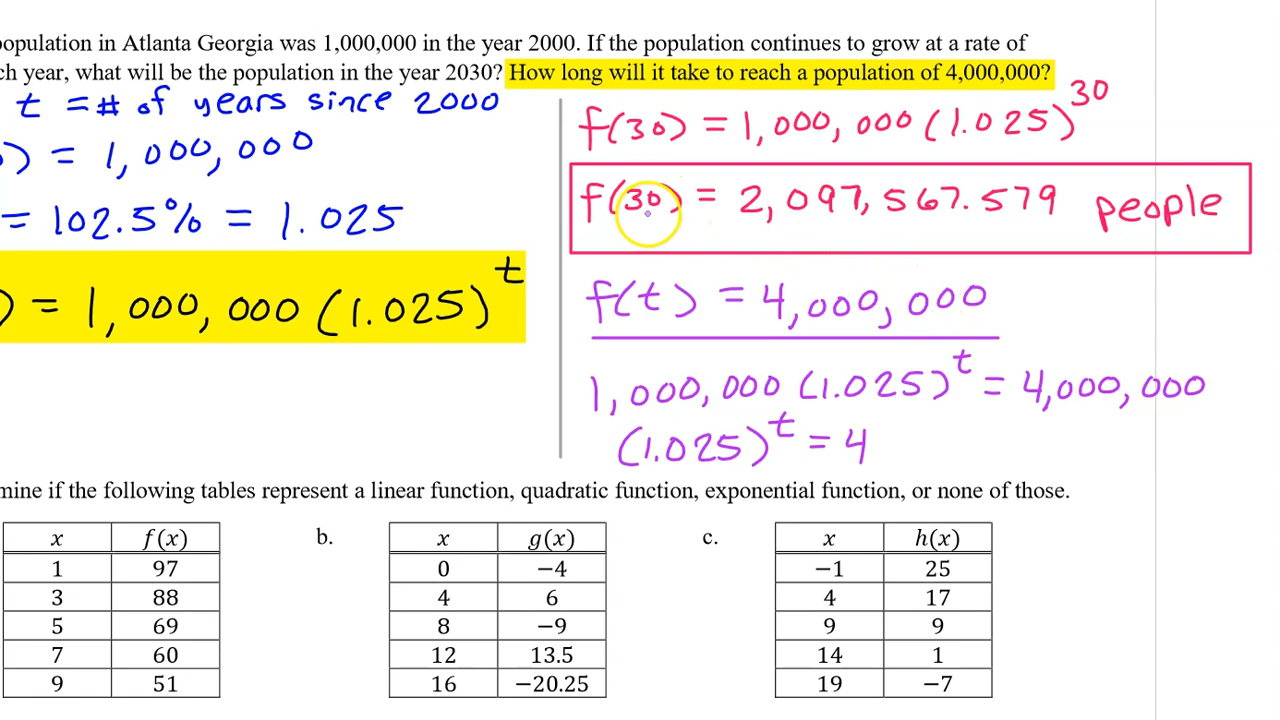 population in Atlanta Georgia was 1,000,000 in the year 2000. If the population continues to grow at a rate of
ch year, what will be the population in the year 2030? How long will it take to reach a population of 4,000,000?
t = # of years since 2000
) = 1,000,000
= 102.5% = 1.025
) = 1,000,000 (1.025)^t
f(30) = 1,000,000 (1.025)^30
f(30) = 2,097,567.579 people
f(t) = 4,000,000
1,000,000 (1.025)^t = 4,000,000
(1.025)^t = 4
mine if the following tables represent a linear function, quadratic function, exponential function, or none of those.
x f(x)
1 97
3 88
5 69
7 60
9 51
b.
x g(x)
0 −4
4 6
8 −9
12 13.5
16 −20.25
c.
x h(x)
−1 25
4 17
9 9
14 1
19 −7